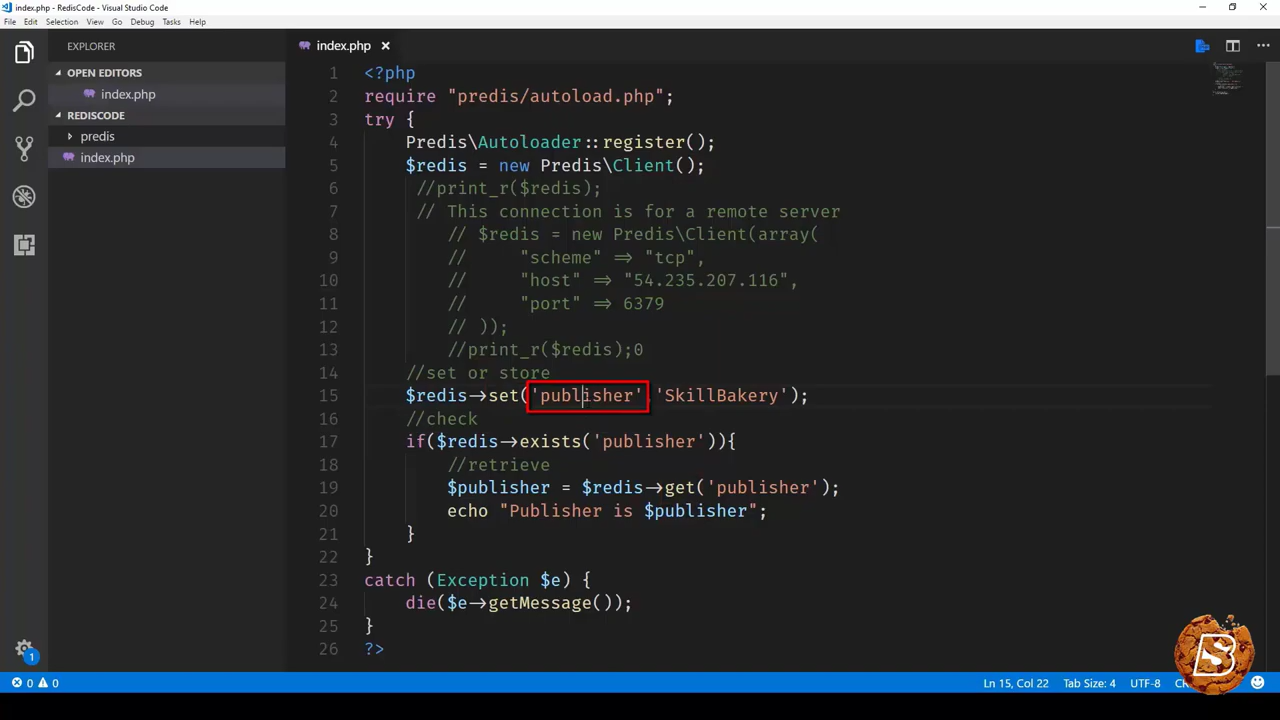 index.php - RedisCode - Visual Studio Code
File Edit Selection View Go Debug Tasks Help
EXPLORER
OPEN EDITORS
index.php
REDISCODE
predis
index.php
1
index.php
1 <?php
2 require "predis/autoload.php";
3 try {
4 Predis\Autoloader::register();
5 $redis = new Predis\Client();
6 //print_r($redis);
7 // This connection is for a remote server
8 // $redis = new Predis\Client(array(
9 // "scheme" => "tcp",
10 // "host" => "54.235.207.116",
11 // "port" => 6379
12 // ));
13 //print_r($redis);0
14 //set or store
15 $redis->set('publisher' 'SkillBakery');
16 //check
17 if($redis->exists('publisher')){
18 //retrieve
19 $publisher = $redis->get('publisher');
20 echo "Publisher is $publisher";
21 }
22 }
23 catch (Exception $e) {
24 die($e->getMessage());
25 }
26 ?>
0 0
Ln 15, Col 22 Tab Size: 4 UTF-8